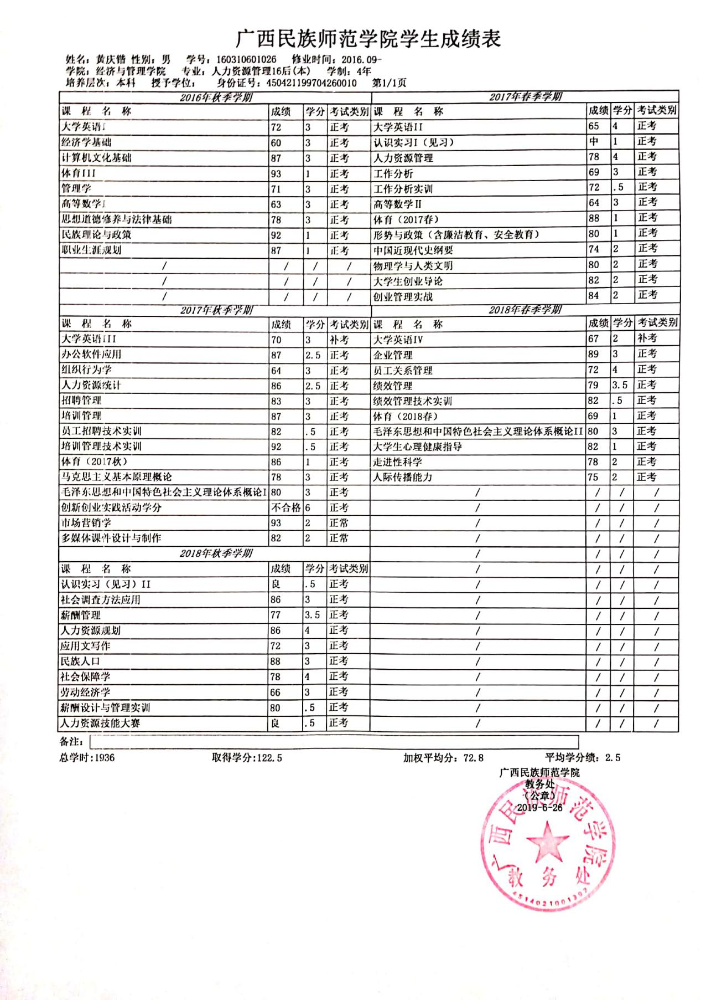 广西民族师范学院学生成绩表
姓名：黄庆锴 性别：男 学号：160310601026 修业时间：2016.09-
学院：经济与管理学院 专业：人力资源管理16后(本) 学制：4年
培养层次：本科 授予学位： 身份证号：450421199704260010 第1/1页
2016年秋季学期 2017年春季学期
课 程 名 称 成绩 学分 考试类别 课 程 名 称 成绩 学分 考试类别
大学英语I 72 3 正考 大学英语II 65 4 正考
经济学基础 60 3 正考 认识实习I（见习） 中 1 正考
计算机文化基础 87 3 正考 人力资源管理 78 4 正考
体育III 93 1 正考 工作分析 69 3 正考
管理学 71 3 正考 工作分析实训 72 .5 正考
高等数学I 63 3 正考 高等数学II 64 3 正考
思想道德修养与法律基础 78 3 正考 体育（2017春） 88 1 正考
民族理论与政策 92 1 正考 形势与政策（含廉洁教育、安全教育） 80 1 正考
职业生涯规划 87 1 正考 中国近现代史纲要 74 2 正考
/ / / / 物理学与人类文明 80 2 正考
/ / / / 大学生创业导论 82 2 正考
/ / / / 创业管理实战 84 2 正考
2017年秋季学期 2018年春季学期
课 程 名 称 成绩 学分 考试类别 课 程 名 称 成绩 学分 考试类别
大学英语III 70 3 补考 大学英语IV 67 2 补考
办公软件应用 87 2.5 正考 企业管理 89 3 正考
组织行为学 64 3 正考 员工关系管理 72 4 正考
人力资源统计 86 2.5 正考 绩效管理 79 3.5 正考
招聘管理 83 3 正考 绩效管理技术实训 82 .5 正考
培训管理 87 3 正考 体育（2018春） 69 1 正考
员工招聘技术实训 82 .5 正考 毛泽东思想和中国特色社会主义理论体系概论II 80 3 正考
培训管理技术实训 92 .5 正考 大学生心理健康指导 82 1 正考
体育（2017秋） 86 1 正考 走进性科学 78 2 正考
马克思主义基本原理概论 78 3 正考 人际传播能力 75 2 正考
毛泽东思想和中国特色社会主义理论体系概论I 80 3 正考 / / / /
创新创业实践活动学分 不合格 6 正考 / / / /
市场营销学 93 2 正常 / / / /
多媒体课件设计与制作 82 2 正常 / / / /
2018年秋季学期 / / / /
课 程 名 称 成绩 学分 考试类别 / / / /
认识实习（见习）II 良 .5 正考 / / / /
社会调查方法应用 86 3 正考 / / / /
薪酬管理 77 3.5 正考 / / / /
人力资源规划 86 4 正考 / / / /
应用文写作 72 3 正考 / / / /
民族人口 88 3 正考 / / / /
社会保障学 78 4 正考 / / / /
劳动经济学 66 3 正考 / / / /
薪酬设计与管理实训 80 .5 正考 / / / /
人力资源技能大赛 良 .5 正考 / / / /
备注：
总学时:1936 取得学分:122.5 加权平均分：72.8 平均学分绩：2.5
广西民族师范学院
教务处
（公章）
2019-6-26
广西民族师范学院
教务处
4514021001397